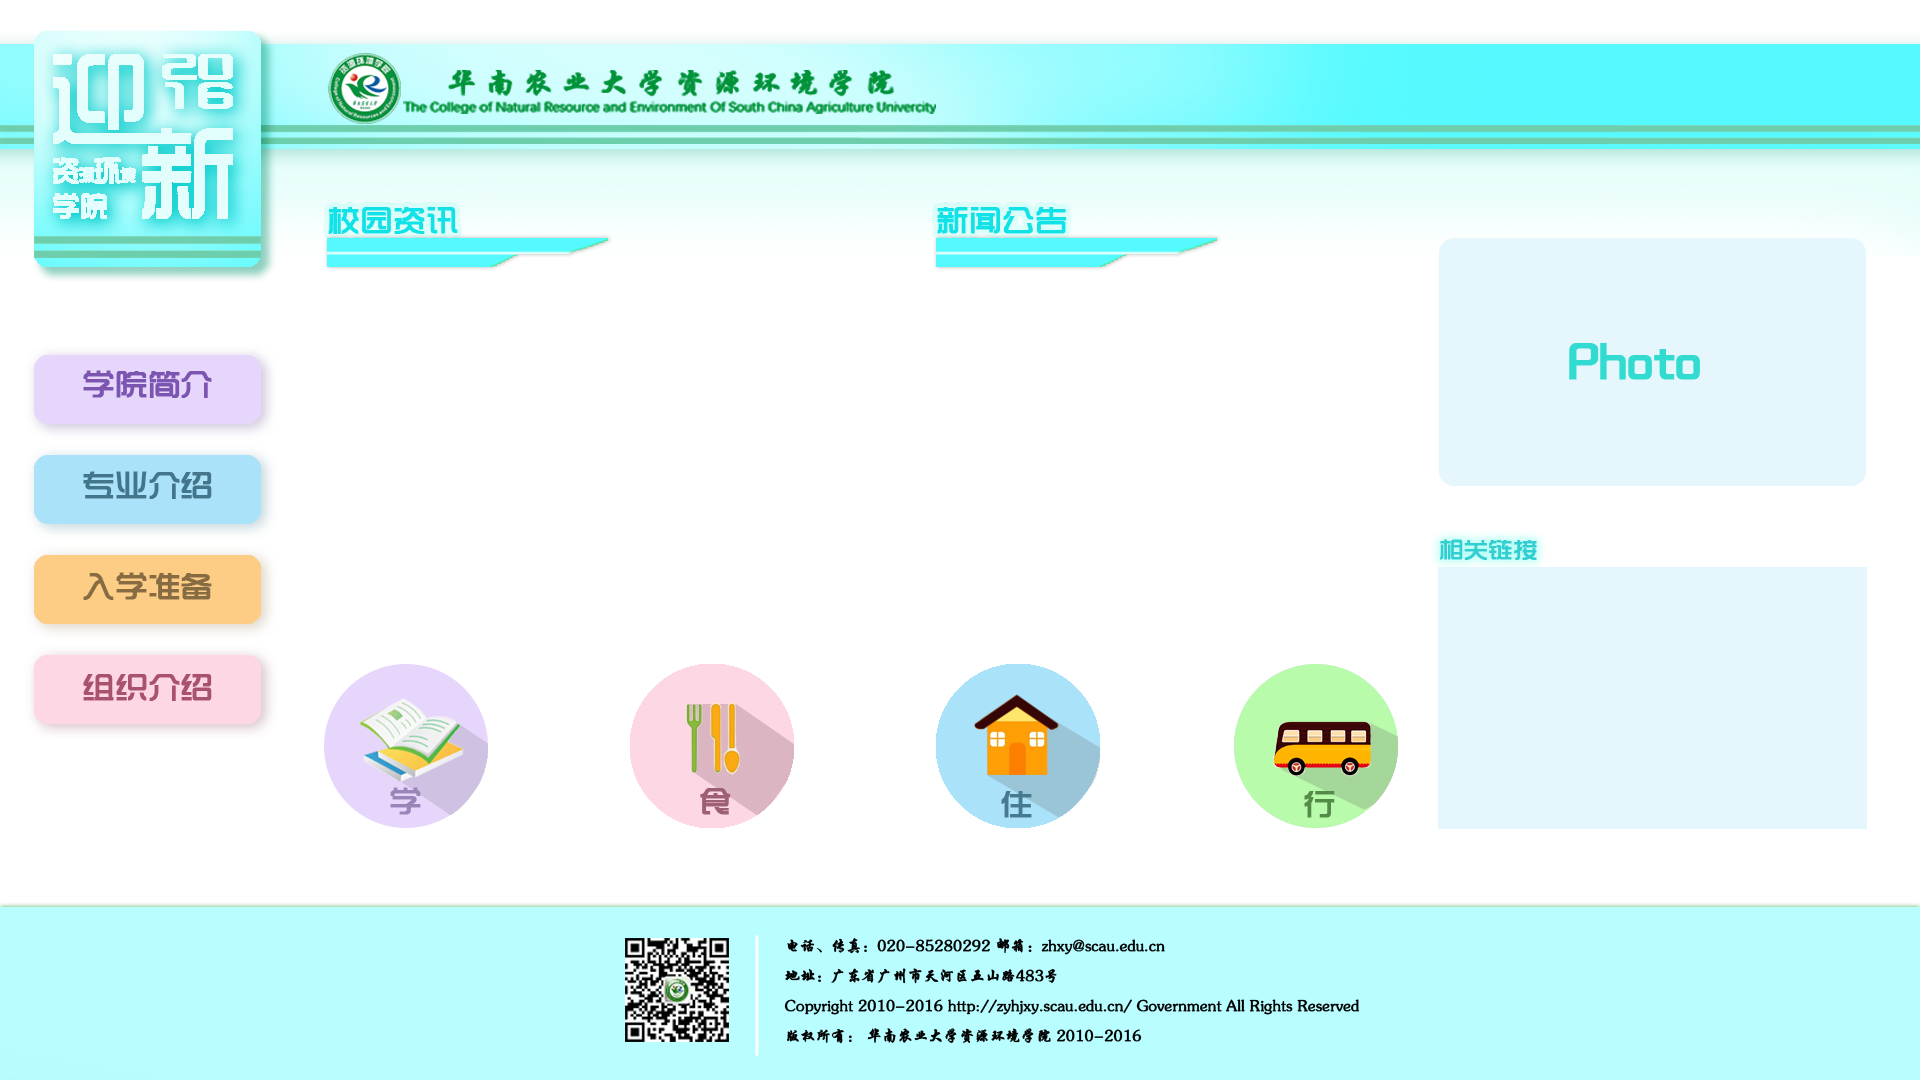 迎
2016
新
资源环境
学院
华南农业大学资源环境学院
The College of Natural Resource and Environment Of South China Agriculture Univercity
校园资讯
新闻公告
Photo
学院简介
专业介绍
入学准备
组织介绍
相关链接
学
食
住
行
电话、传真：020-85280292 邮箱：zhxy@scau.edu.cn
地址：广东省广州市天河区五山路483号
Copyright 2010-2016 http://zyhjxy.scau.edu.cn/ Government All Rights Reserved
版权所有： 华南农业大学资源环境学院 2010-2016